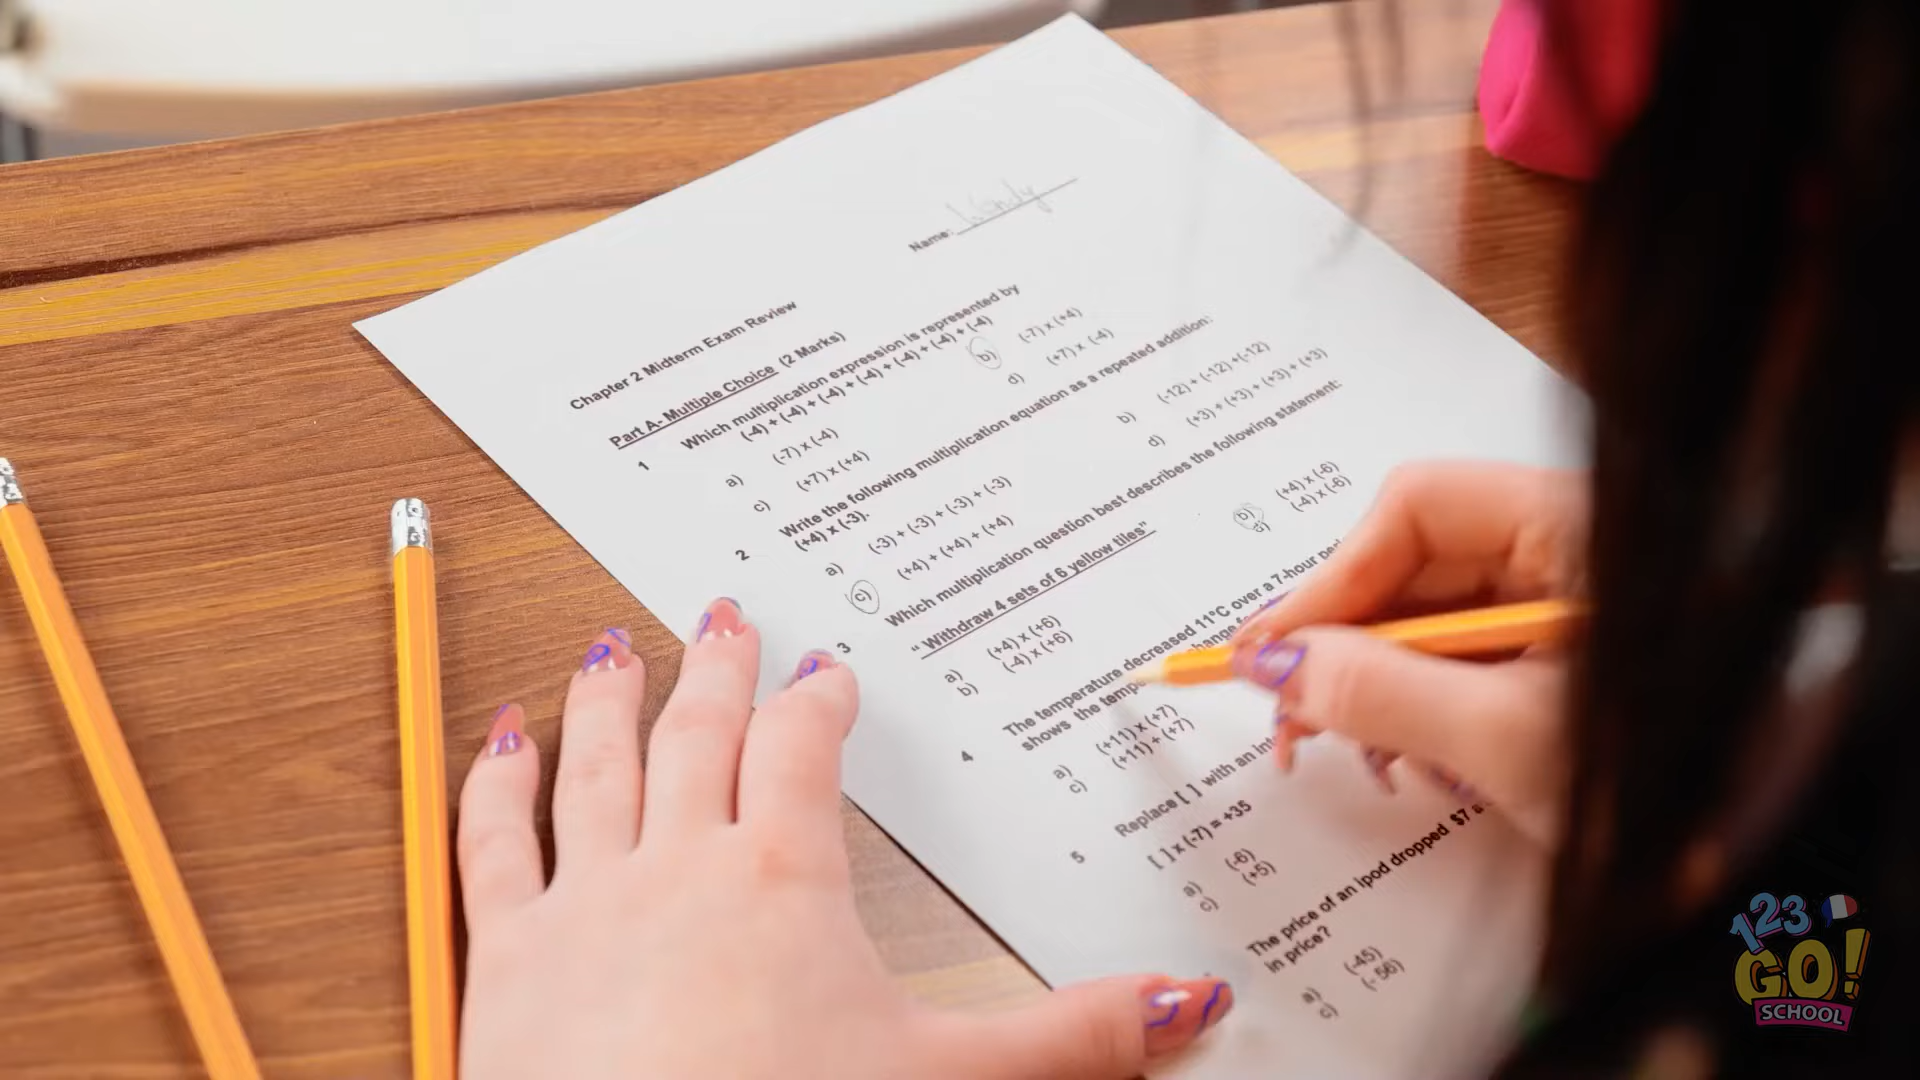 Name: Wendy
Chapter 2 Midterm Exam Review
Part A- Multiple Choice (2 Marks)
1 Which multiplication expression is represented by
(-4) + (-4) + (-4) + (-4) + (-4) + (-4) + (-4)
a) (-7) x (-4) b) (-7) x (+4)
c) (+7) x (+4) d) (+7) x (-4)
2 Write the following multiplication equation as a repeated addition:
(+4) x (-3).
a) (-3) + (-3) + (-3) + (-3) b) (-12) + (-12) +(-12)
c) (+4) + (+4) + (+4) d) (+3) + (+3) + (+3) + (+3)
3 Which multiplication question best describes the following statement:
“ Withdraw 4 sets of 6 yellow tiles”
a) (+4) x (+6) b) (+4) x (-6)
b) (-4) x (+6) d) (-4) x (-6)
4 The temperature decreased 11°C over a 7-hour
shows the change
a) (+11) x (+7)
c) (+11) ÷ (+7)
5 Replace [ ] with an
[ ] x (-7) = +35
a) (-6)
c) (+5)
The price of an ipod dropped $7
in price?
a) (-45)
c) (-56)
123
GO!
SCHOOL